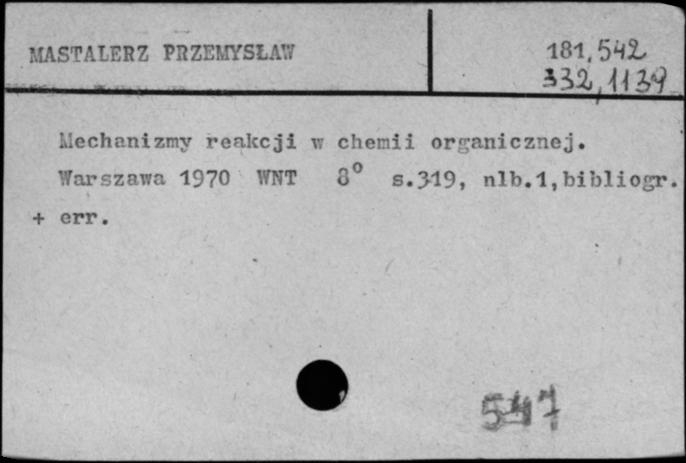 MASTALERZ PRZEMYSŁAW
181,542
332,1139
Mechanizmy reakcji w chemii organicznej.
Warszawa 1970 WNT 8° s.319, nlb.1,bibliogr.
+ err.
547